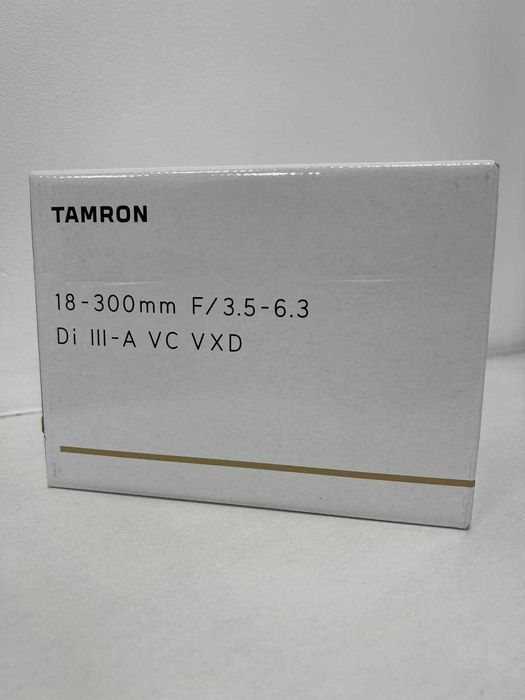 TAMRON
18-300mm F/3.5-6.3
Di III-A VC VXD